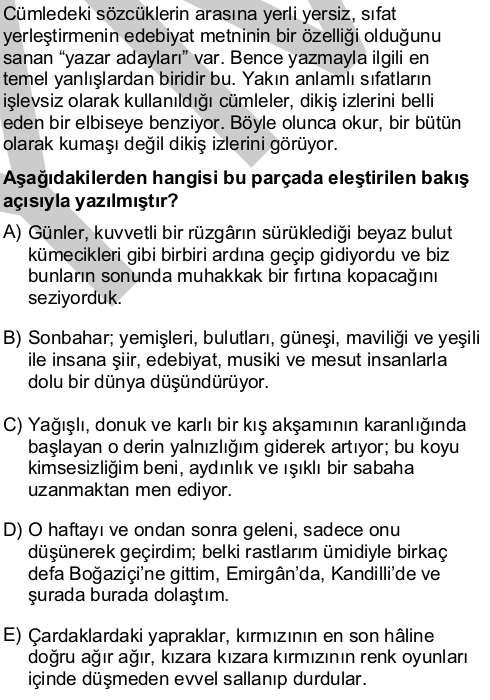 Cümledeki sözcüklerin arasına yerli yersiz, sıfat
yerleştirmenin edebiyat metninin bir özelliği olduğunu
sanan “yazar adayları” var. Bence yazmayla ilgili en
temel yanlışlardan biridir bu. Yakın anlamlı sıfatların
işlevsiz olarak kullanıldığı cümleler, dikiş izlerini belli
eden bir elbiseye benziyor. Böyle olunca okur, bir bütün
olarak kumaşı değil dikiş izlerini görüyor.
Aşağıdakilerden hangisi bu parçada eleştirilen bakış
açısıyla yazılmıştır?
A) Günler, kuvvetli bir rüzgârın sürüklediği beyaz bulut
kümecikleri gibi birbiri ardına geçip gidiyordu ve biz
bunların sonunda muhakkak bir fırtına kopacağını
seziyorduk.
B) Sonbahar; yemişleri, bulutları, güneşi, maviliği ve yeşili
ile insana şiir, edebiyat, musiki ve mesut insanlarla
dolu bir dünya düşündürüyor.
C) Yağışlı, donuk ve karlı bir kış akşamının karanlığında
başlayan o derin yalnızlığım giderek artıyor; bu koyu
kimsesizliğim beni, aydınlık ve ışıklı bir sabaha
uzanmaktan men ediyor.
D) O haftayı ve ondan sonra geleni, sadece onu
düşünerek geçirdim; belki rastlarım ümidiyle birkaç
defa Boğaziçi’ne gittim, Emirgân’da, Kandilli’de ve
şurada burada dolaştım.
E) Çardaklardaki yapraklar, kırmızının en son hâline
doğru ağır ağır, kızara kızara kırmızının renk oyunları
içinde düşmeden evvel sallanıp durdular.